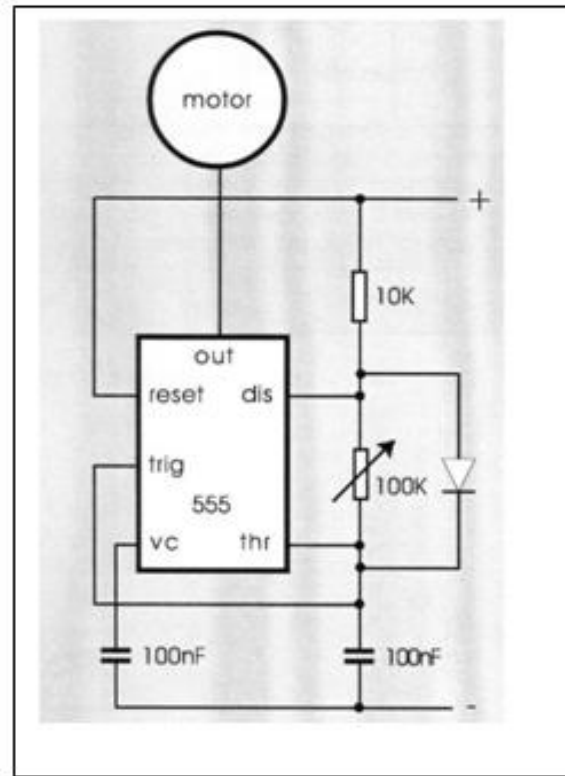 motor
+
10K
out
reset dis
trig
100K
555
vc thr
100nF 100nF
-